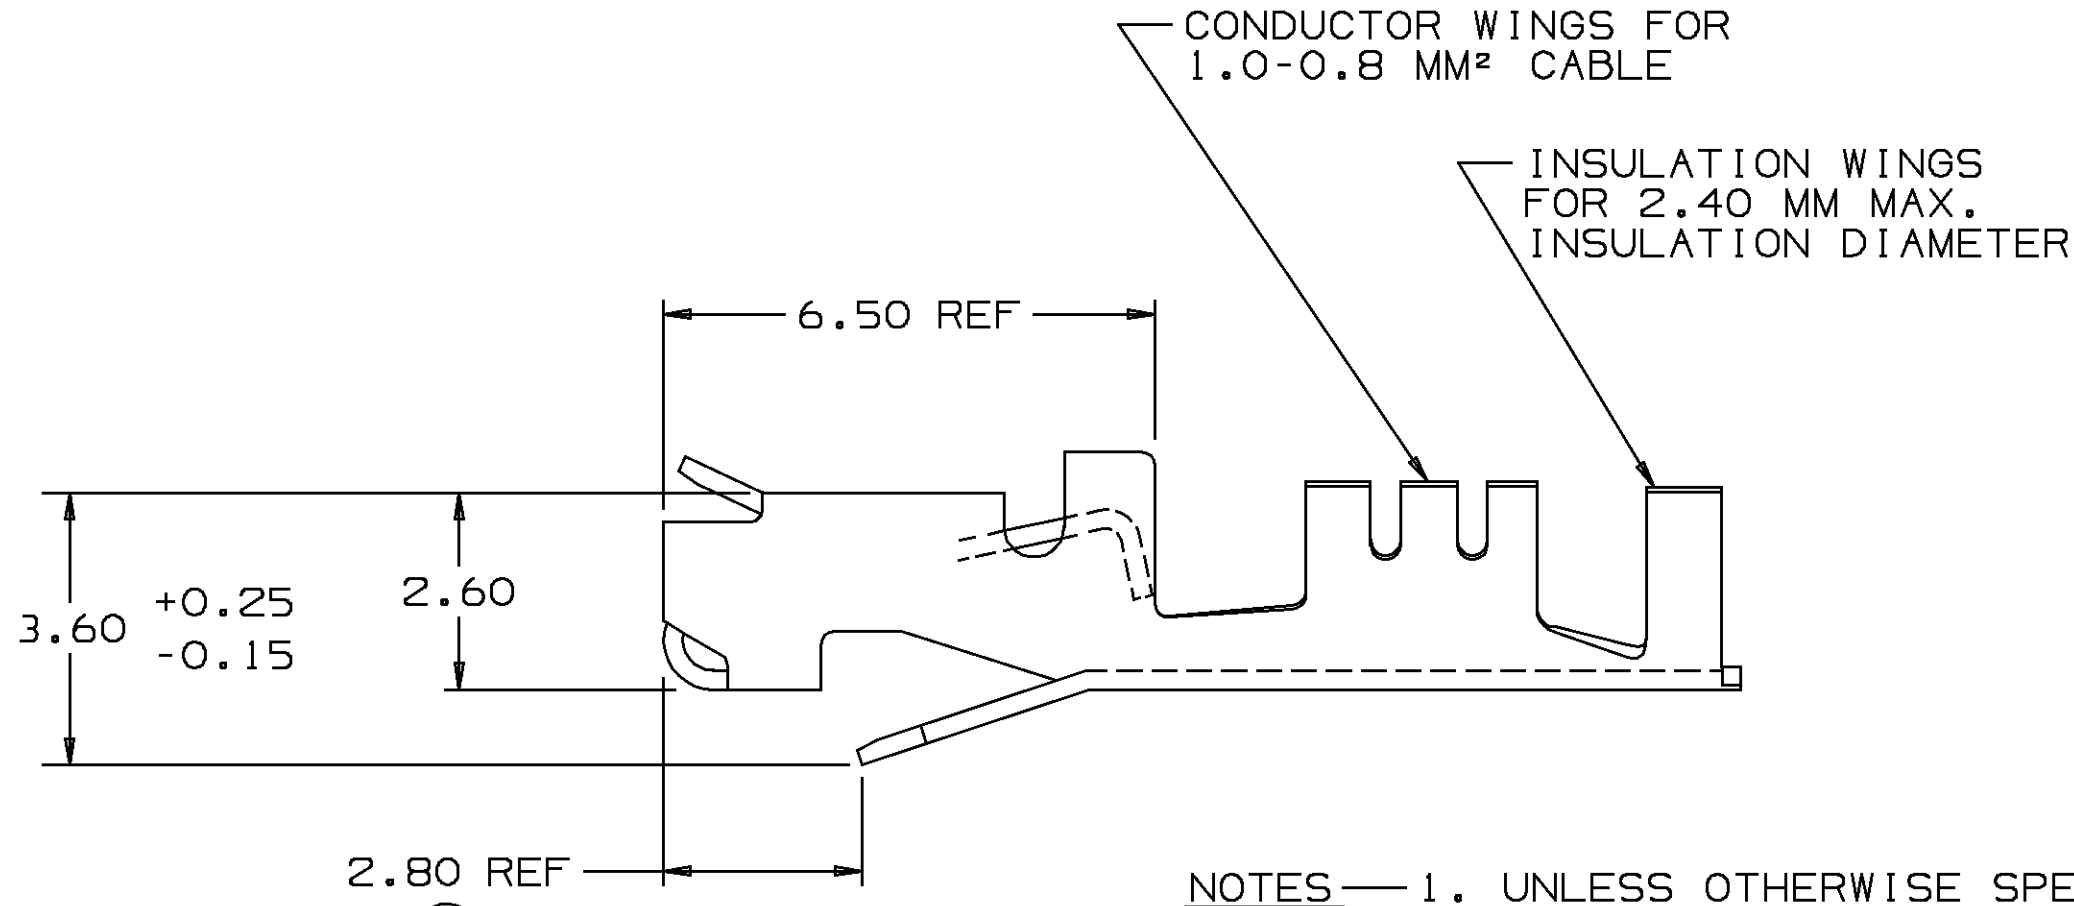 CONDUCTOR WINGS FOR
1.0-0.8 MM² CABLE
INSULATION WINGS
FOR 2.40 MM MAX.
INSULATION DIAMETER
6.50 REF
3.60 +0.25
-0.15
2.60
2.80 REF
NOTES — 1. UNLESS OTHERWISE SPE